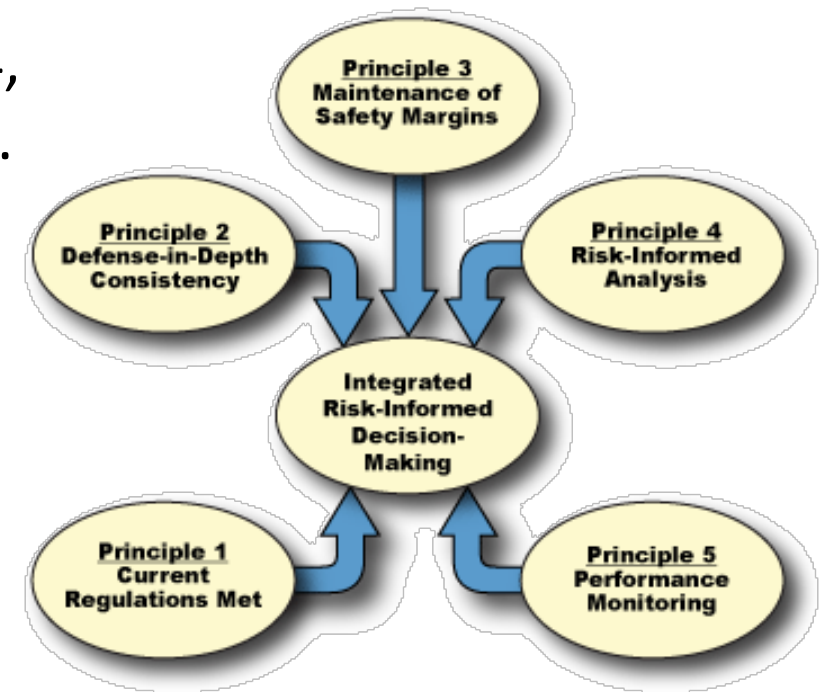 ,
.
Principle 3
Maintenance of
Safety Margins
Principle 2
Defense-in-Depth
Consistency
Principle 4
Risk-Informed
Analysis
Integrated
Risk-Informed
Decision-
Making
Principle 1
Current
Regulations Met
Principle 5
Performance
Monitoring